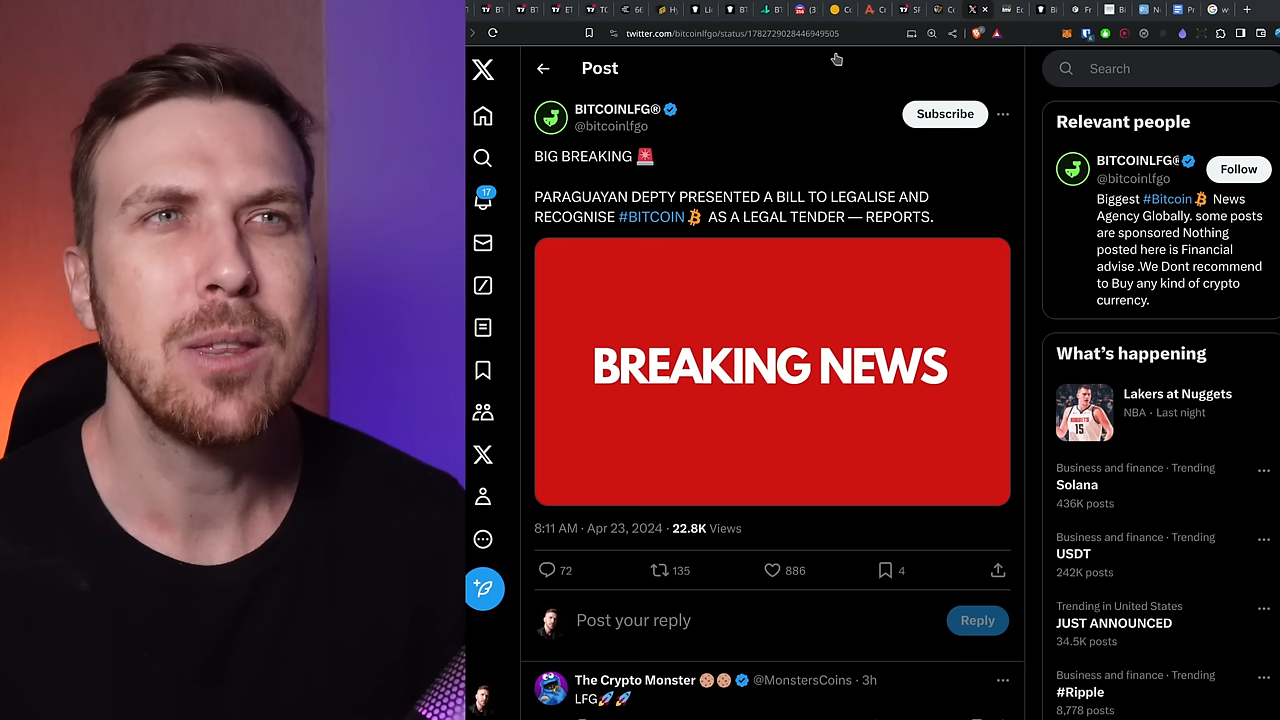 twitter.com/bitcoinlfgo/status/1782729028446949505
Post
Search
BITCOINLFG®
@bitcoinlfgo
Subscribe
BIG BREAKING 🚨
PARAGUAYAN DEPTY PRESENTED A BILL TO LEGALISE AND
RECOGNISE #BITCOIN AS A LEGAL TENDER — REPORTS.
BREAKING NEWS
8:11 AM · Apr 23, 2024 · 22.8K Views
72 135 886 4
Post your reply
Reply
The Crypto Monster 🍪🍪 @MonstersCoins · 3h
LFG🚀🚀
17
Relevant people
BITCOINLFG®
@bitcoinlfgo
Follow
Biggest #Bitcoin News
Agency Globally. some posts
are sponsored Nothing
posted here is Financial
advise .We Dont recommend
to Buy any kind of crypto
currency.
What's happening
Lakers at Nuggets
NBA · Last night
Business and finance · Trending
Solana
436K posts
Business and finance · Trending
USDT
242K posts
Trending in United States
JUST ANNOUNCED
34.5K posts
Business and finance · Trending
#Ripple
8,778 posts